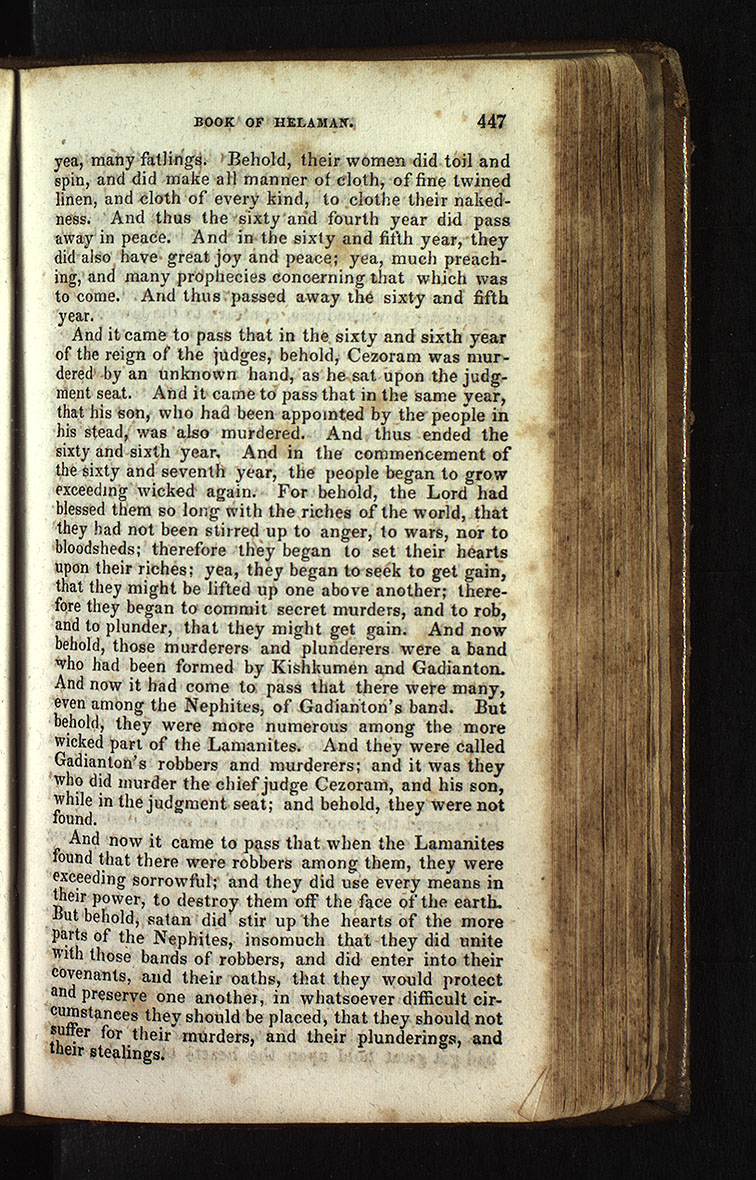 BOOK OF HELAMAN. 447
yea, many fatlings. Behold, their women did toil and
spin, and did make all manner of cloth, of fine twined
linen, and cloth of every kind, to clothe their naked-
ness. And thus the sixty and fourth year did pass
away in peace. And in the sixty and fifth year, they
did also have great joy and peace; yea, much preach-
ing, and many prophecies concerning that which was
to come. And thus passed away the sixty and fifth
year.
And it came to pass that in the sixty and sixth year
of the reign of the judges, behold, Cezoram was mur-
dered by an unknown hand, as he sat upon the judg-
ment seat. And it came to pass that in the same year,
that his son, who had been appointed by the people in
his stead, was also murdered. And thus ended the
sixty and sixth year. And in the commencement of
the sixty and seventh year, the people began to grow
exceeding wicked again. For behold, the Lord had
blessed them so long with the riches of the world, that
they had not been stirred up to anger, to wars, nor to
bloodsheds; therefore they began to set their hearts
upon their riches; yea, they began to seek to get gain,
that they might be lifted up one above another; there-
fore they began to commit secret murders, and to rob,
and to plunder, that they might get gain. And now
behold, those murderers and plunderers were a band
who had been formed by Kishkumen and Gadianton.
And now it had come to pass that there were many,
even among the Nephites, of Gadianton's band. But
behold, they were more numerous among the more
wicked part of the Lamanites. And they were called
Gadianton's robbers and murderers; and it was they
who did murder the chief judge Cezoram, and his son,
while in the judgment seat; and behold, they were not
found.
And now it came to pass that when the Lamanites
found that there were robbers among them, they were
exceeding sorrowful; and they did use every means in
their power, to destroy them off the face of the earth.
But behold, satan did stir up the hearts of the more
parts of the Nephites, insomuch that they did unite
with those bands of robbers, and did enter into their
covenants, and their oaths, that they would protect
and preserve one another, in whatsoever difficult cir-
cumstances they should be placed, that they should not
suffer for their murders, and their plunderings, and
their stealings.